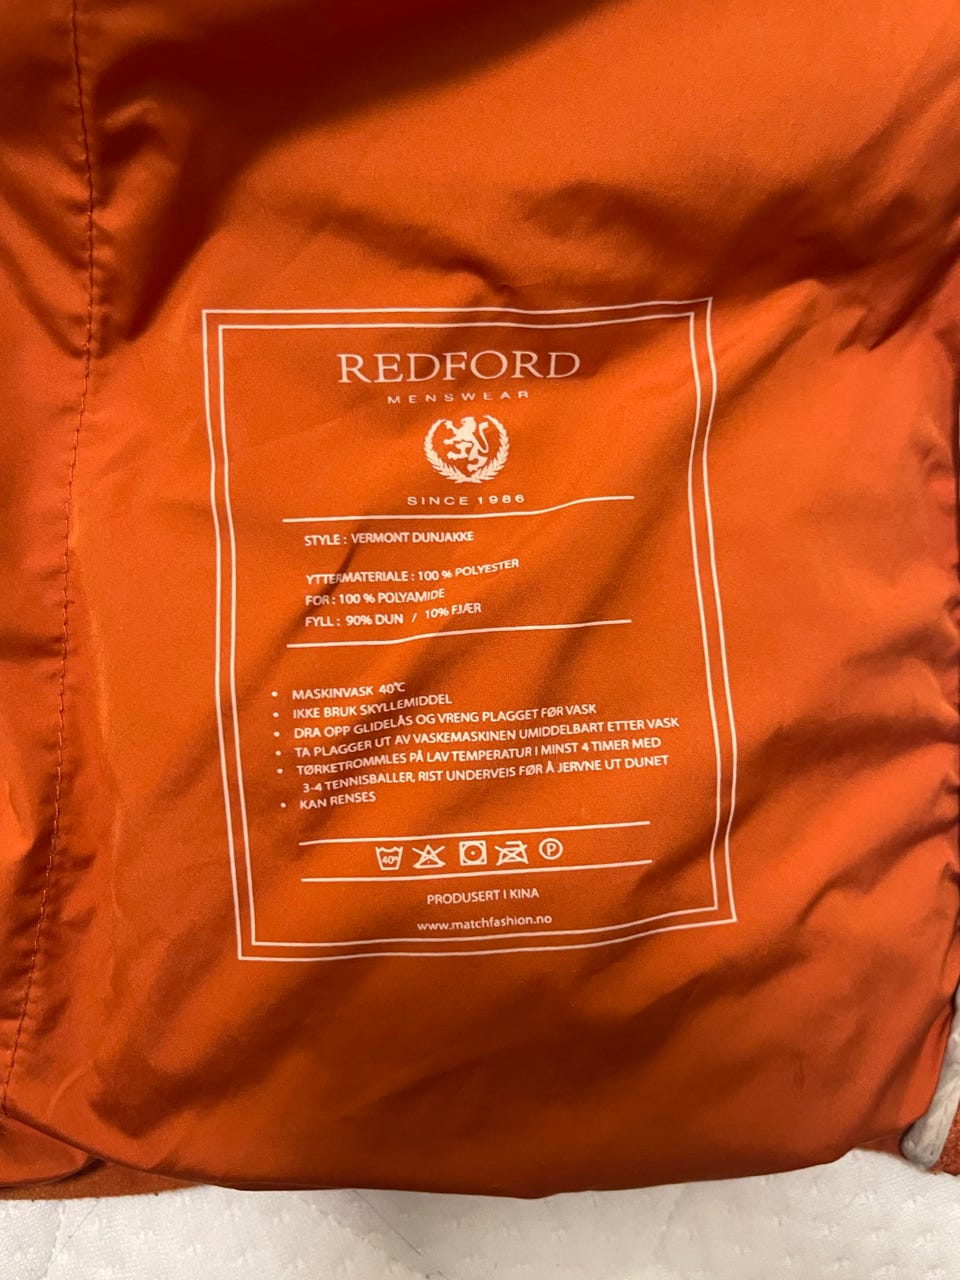 REDFORD
MENSWEAR
SINCE 1986
STYLE : VERMONT DUNJAKKE
YTTERMATERIALE : 100 % POLYESTER
FOR : 100 % POLYAMIDE
FYLL : 90% DUN / 10% FJÆR
• MASKINVASK 40°C
• IKKE BRUK SKYLLEMIDDEL
• DRA OPP GLIDELÅS OG VRENG PLAGGET FØR VASK
• TA PLAGGER UT AV VASKEMASKINEN UMIDDELBART ETTER VASK
• TØRKETROMMLES PÅ LAV TEMPERATUR I MINST 4 TIMER MED
3-4 TENNISBALLER, RIST UNDERVEIS FØR Å JERVNE UT DUNET
• KAN RENSES
40° P
PRODUSERT I KINA
www.matchfashion.no